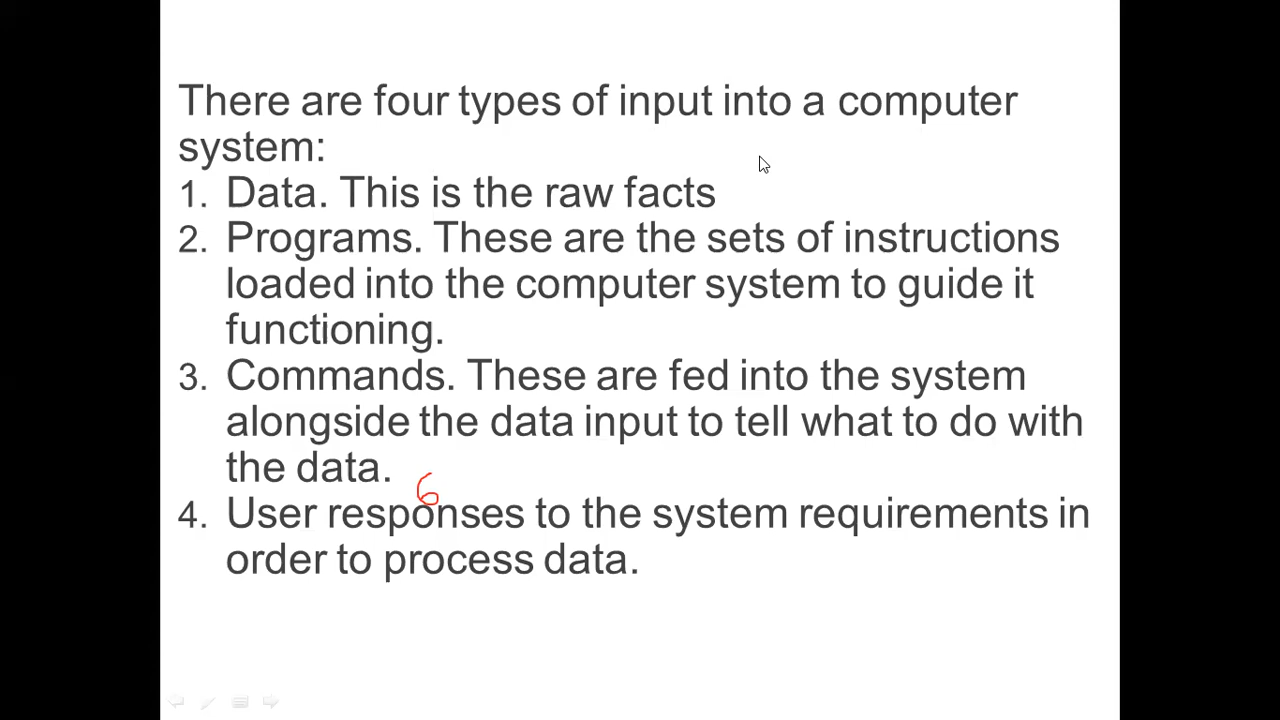 There are four types of input into a computer
system:
1. Data. This is the raw facts
2. Programs. These are the sets of instructions
loaded into the computer system to guide it
functioning.
3. Commands. These are fed into the system
alongside the data input to tell what to do with
the data.
6
4. User responses to the system requirements in
order to process data.